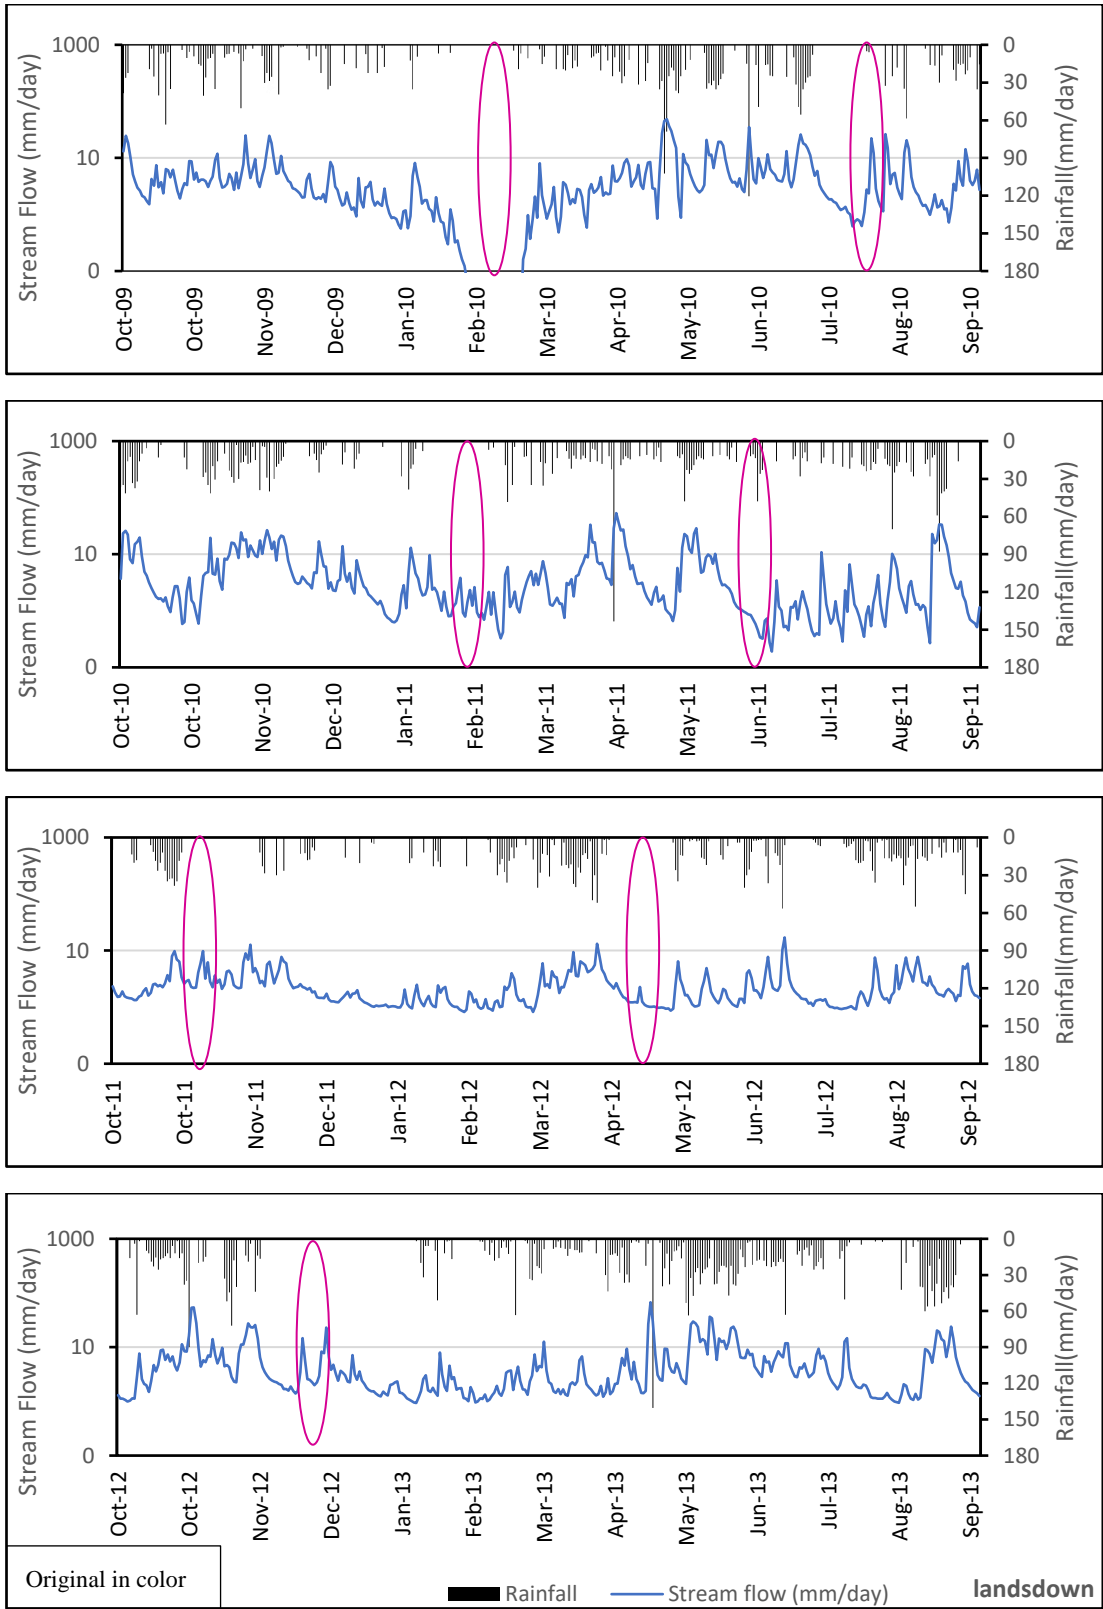 Stream Flow (mm/day)
1000
10
0
0
30
60
90
120
150
180
Rainfall(mm/day)
Oct-09
Oct-09
Nov-09
Dec-09
Jan-10
Feb-10
Mar-10
Apr-10
May-10
Jun-10
Jul-10
Aug-10
Sep-10
Stream Flow (mm/day)
1000
10
0
0
30
60
90
120
150
180
Rainfall(mm/day)
Oct-10
Oct-10
Nov-10
Dec-10
Jan-11
Feb-11
Mar-11
Apr-11
May-11
Jun-11
Jul-11
Aug-11
Sep-11
Stream Flow (mm/day)
1000
10
0
0
30
60
90
120
150
180
Rainfall(mm/day)
Oct-11
Oct-11
Nov-11
Dec-11
Jan-12
Feb-12
Mar-12
Apr-12
May-12
Jun-12
Jul-12
Aug-12
Sep-12
Stream Flow (mm/day)
1000
10
0
0
30
60
90
120
150
180
Rainfall(mm/day)
Oct-12
Oct-12
Nov-12
Dec-12
Jan-13
Feb-13
Mar-13
Apr-13
May-13
Jun-13
Jul-13
Aug-13
Sep-13
Original in color
Rainfall
Stream flow (mm/day)
landsdown